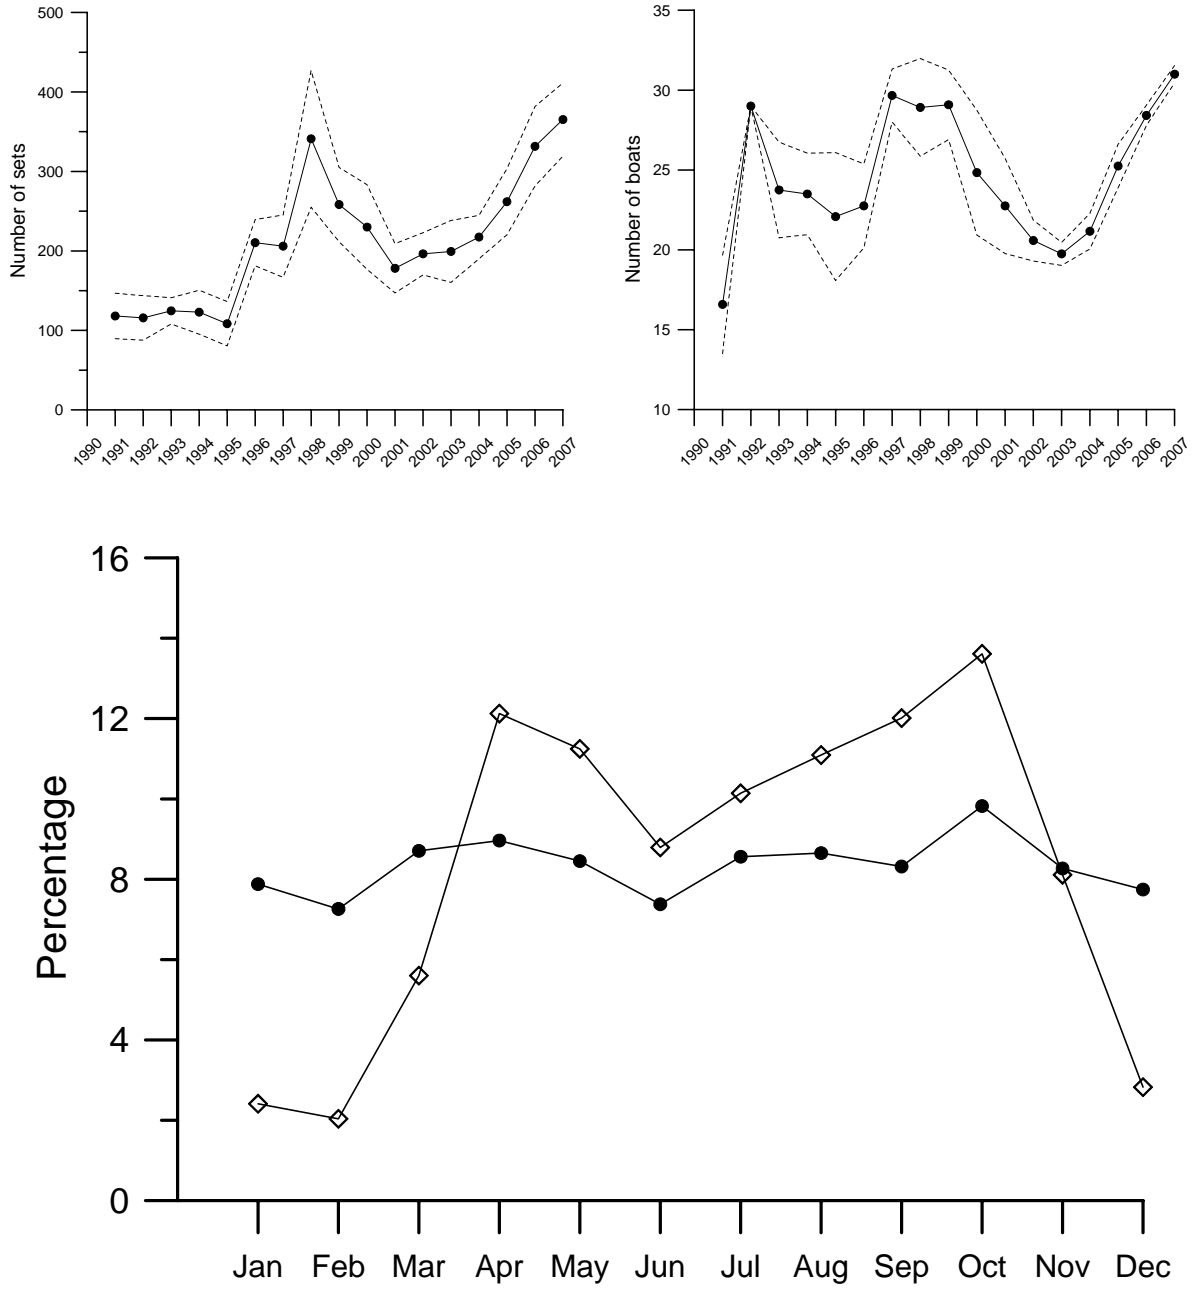 500
400
300
200
100
0
Number of sets
1990 1991 1992 1993 1994 1995 1996 1997 1998 1999 2000 2001 2002 2003 2004 2005 2006 2007
35
30
25
20
15
10
Number of boats
1990 1991 1992 1993 1994 1995 1996 1997 1998 1999 2000 2001 2002 2003 2004 2005 2006 2007
16
12
8
4
0
Percentage
Jan Feb Mar Apr May Jun Jul Aug Sep Oct Nov Dec